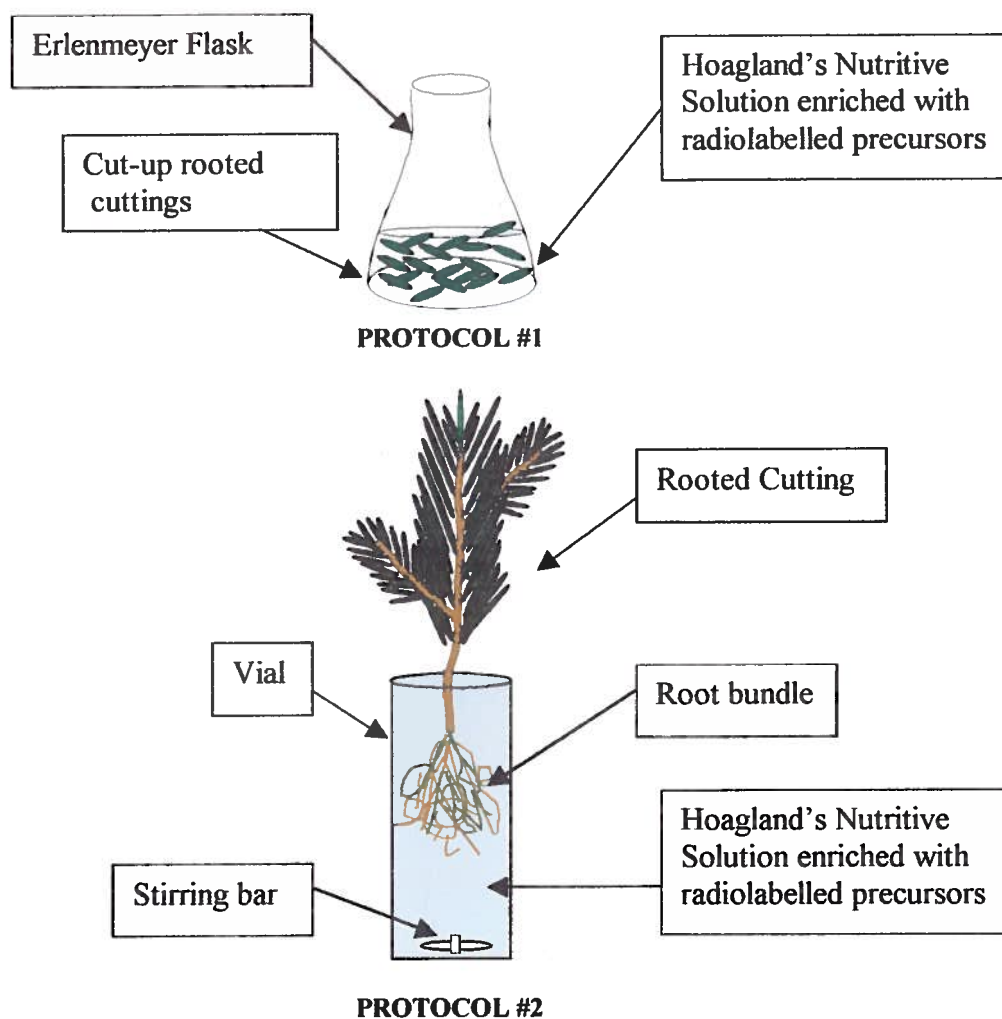 Erlenmeyer Flask
Hoagland's Nutritive
Solution enriched with
radiolabelled precursors
Cut-up rooted
cuttings
PROTOCOL #1
Rooted Cutting
Vial
Root bundle
Hoagland's Nutritive
Solution enriched with
radiolabelled precursors
Stirring bar
PROTOCOL #2